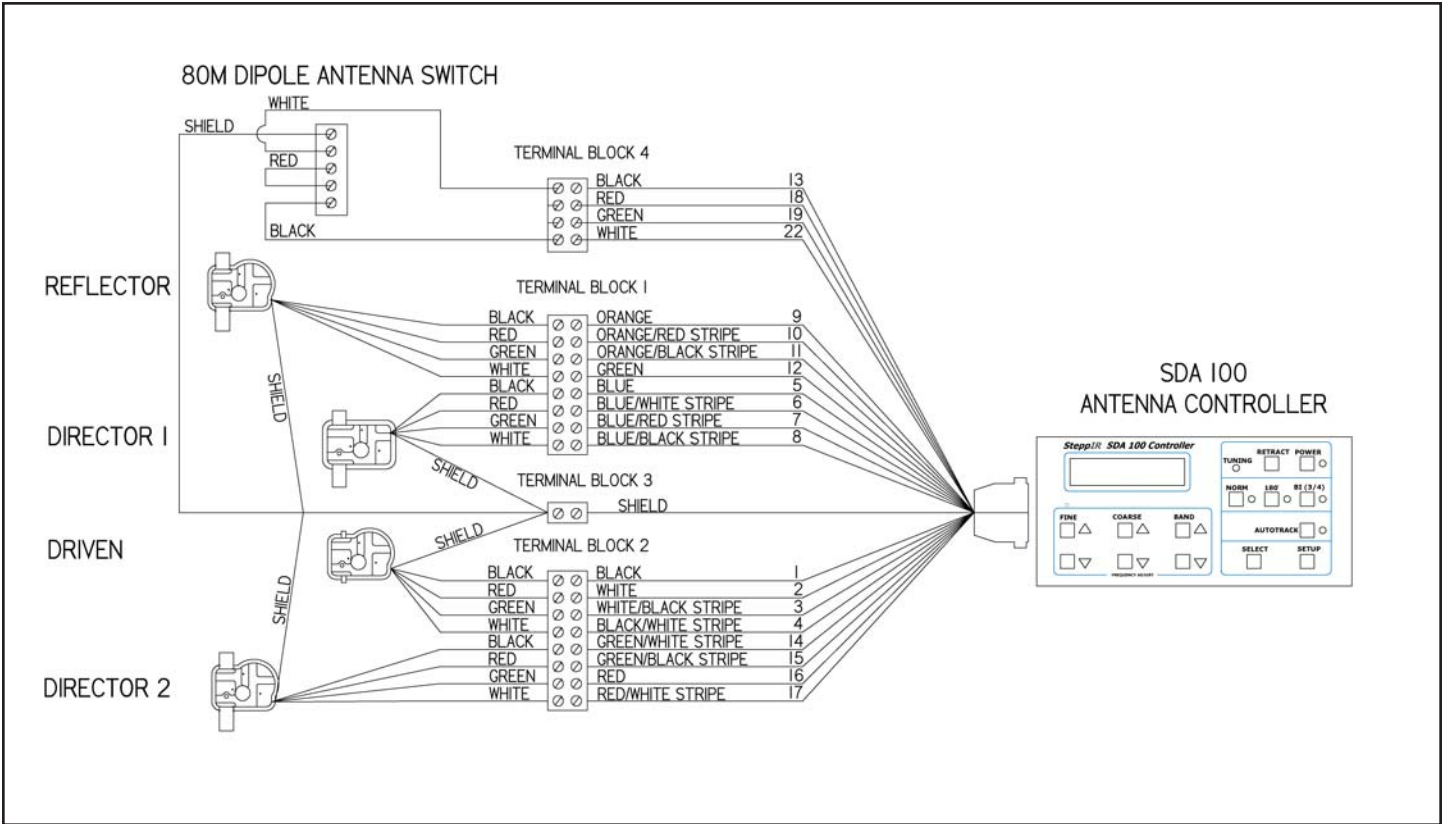 80M DIPOLE ANTENNA SWITCH
WHITE
SHIELD
RED
BLACK
TERMINAL BLOCK 4
BLACK 13
RED 18
GREEN 19
WHITE 22
REFLECTOR
TERMINAL BLOCK 1
BLACK ORANGE 9
RED ORANGE/RED STRIPE 10
GREEN ORANGE/BLACK STRIPE 11
WHITE GREEN 12
BLACK BLUE 5
RED BLUE/WHITE STRIPE 6
GREEN BLUE/RED STRIPE 7
WHITE BLUE/BLACK STRIPE 8
SHIELD
DIRECTOR 1
SHIELD
TERMINAL BLOCK 3
SHIELD
SHIELD
DRIVEN
TERMINAL BLOCK 2
BLACK BLACK 1
RED WHITE 2
GREEN WHITE/BLACK STRIPE 3
WHITE BLACK/WHITE STRIPE 4
BLACK GREEN/WHITE STRIPE 14
RED GREEN/BLACK STRIPE 15
GREEN RED 16
WHITE RED/WHITE STRIPE 17
SHIELD
DIRECTOR 2
SDA 100
ANTENNA CONTROLLER
SteppIR SDA 100 Controller
TUNING RETRACT POWER
NORM 180 BI (3/4)
FINE COARSE BAND
AUTOTRACK
SELECT SETUP
FREQUENCY ADJUST